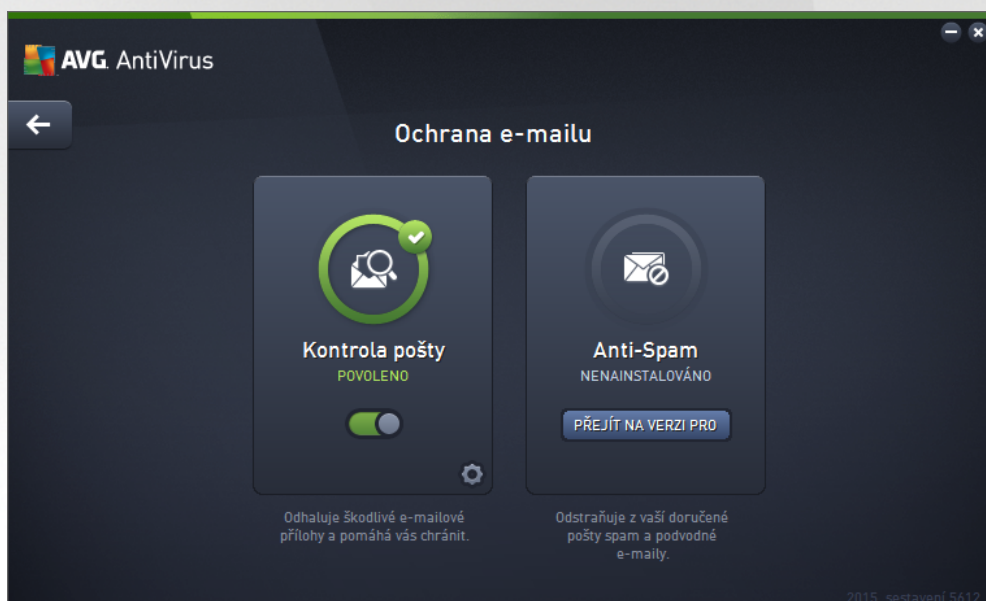 AVG. AntiVirus
Ochrana e-mailu
Kontrola pošty
POVOLENO
Odhaluje škodlivé e-mailové
přílohy a pomáhá vás chránit.
Anti-Spam
NENAINSTALOVÁNO
PŘEJÍT NA VERZI PRO
Odstraňuje z vaší doručené
pošty spam a podvodné
e-maily.
2015, sestavení 5612